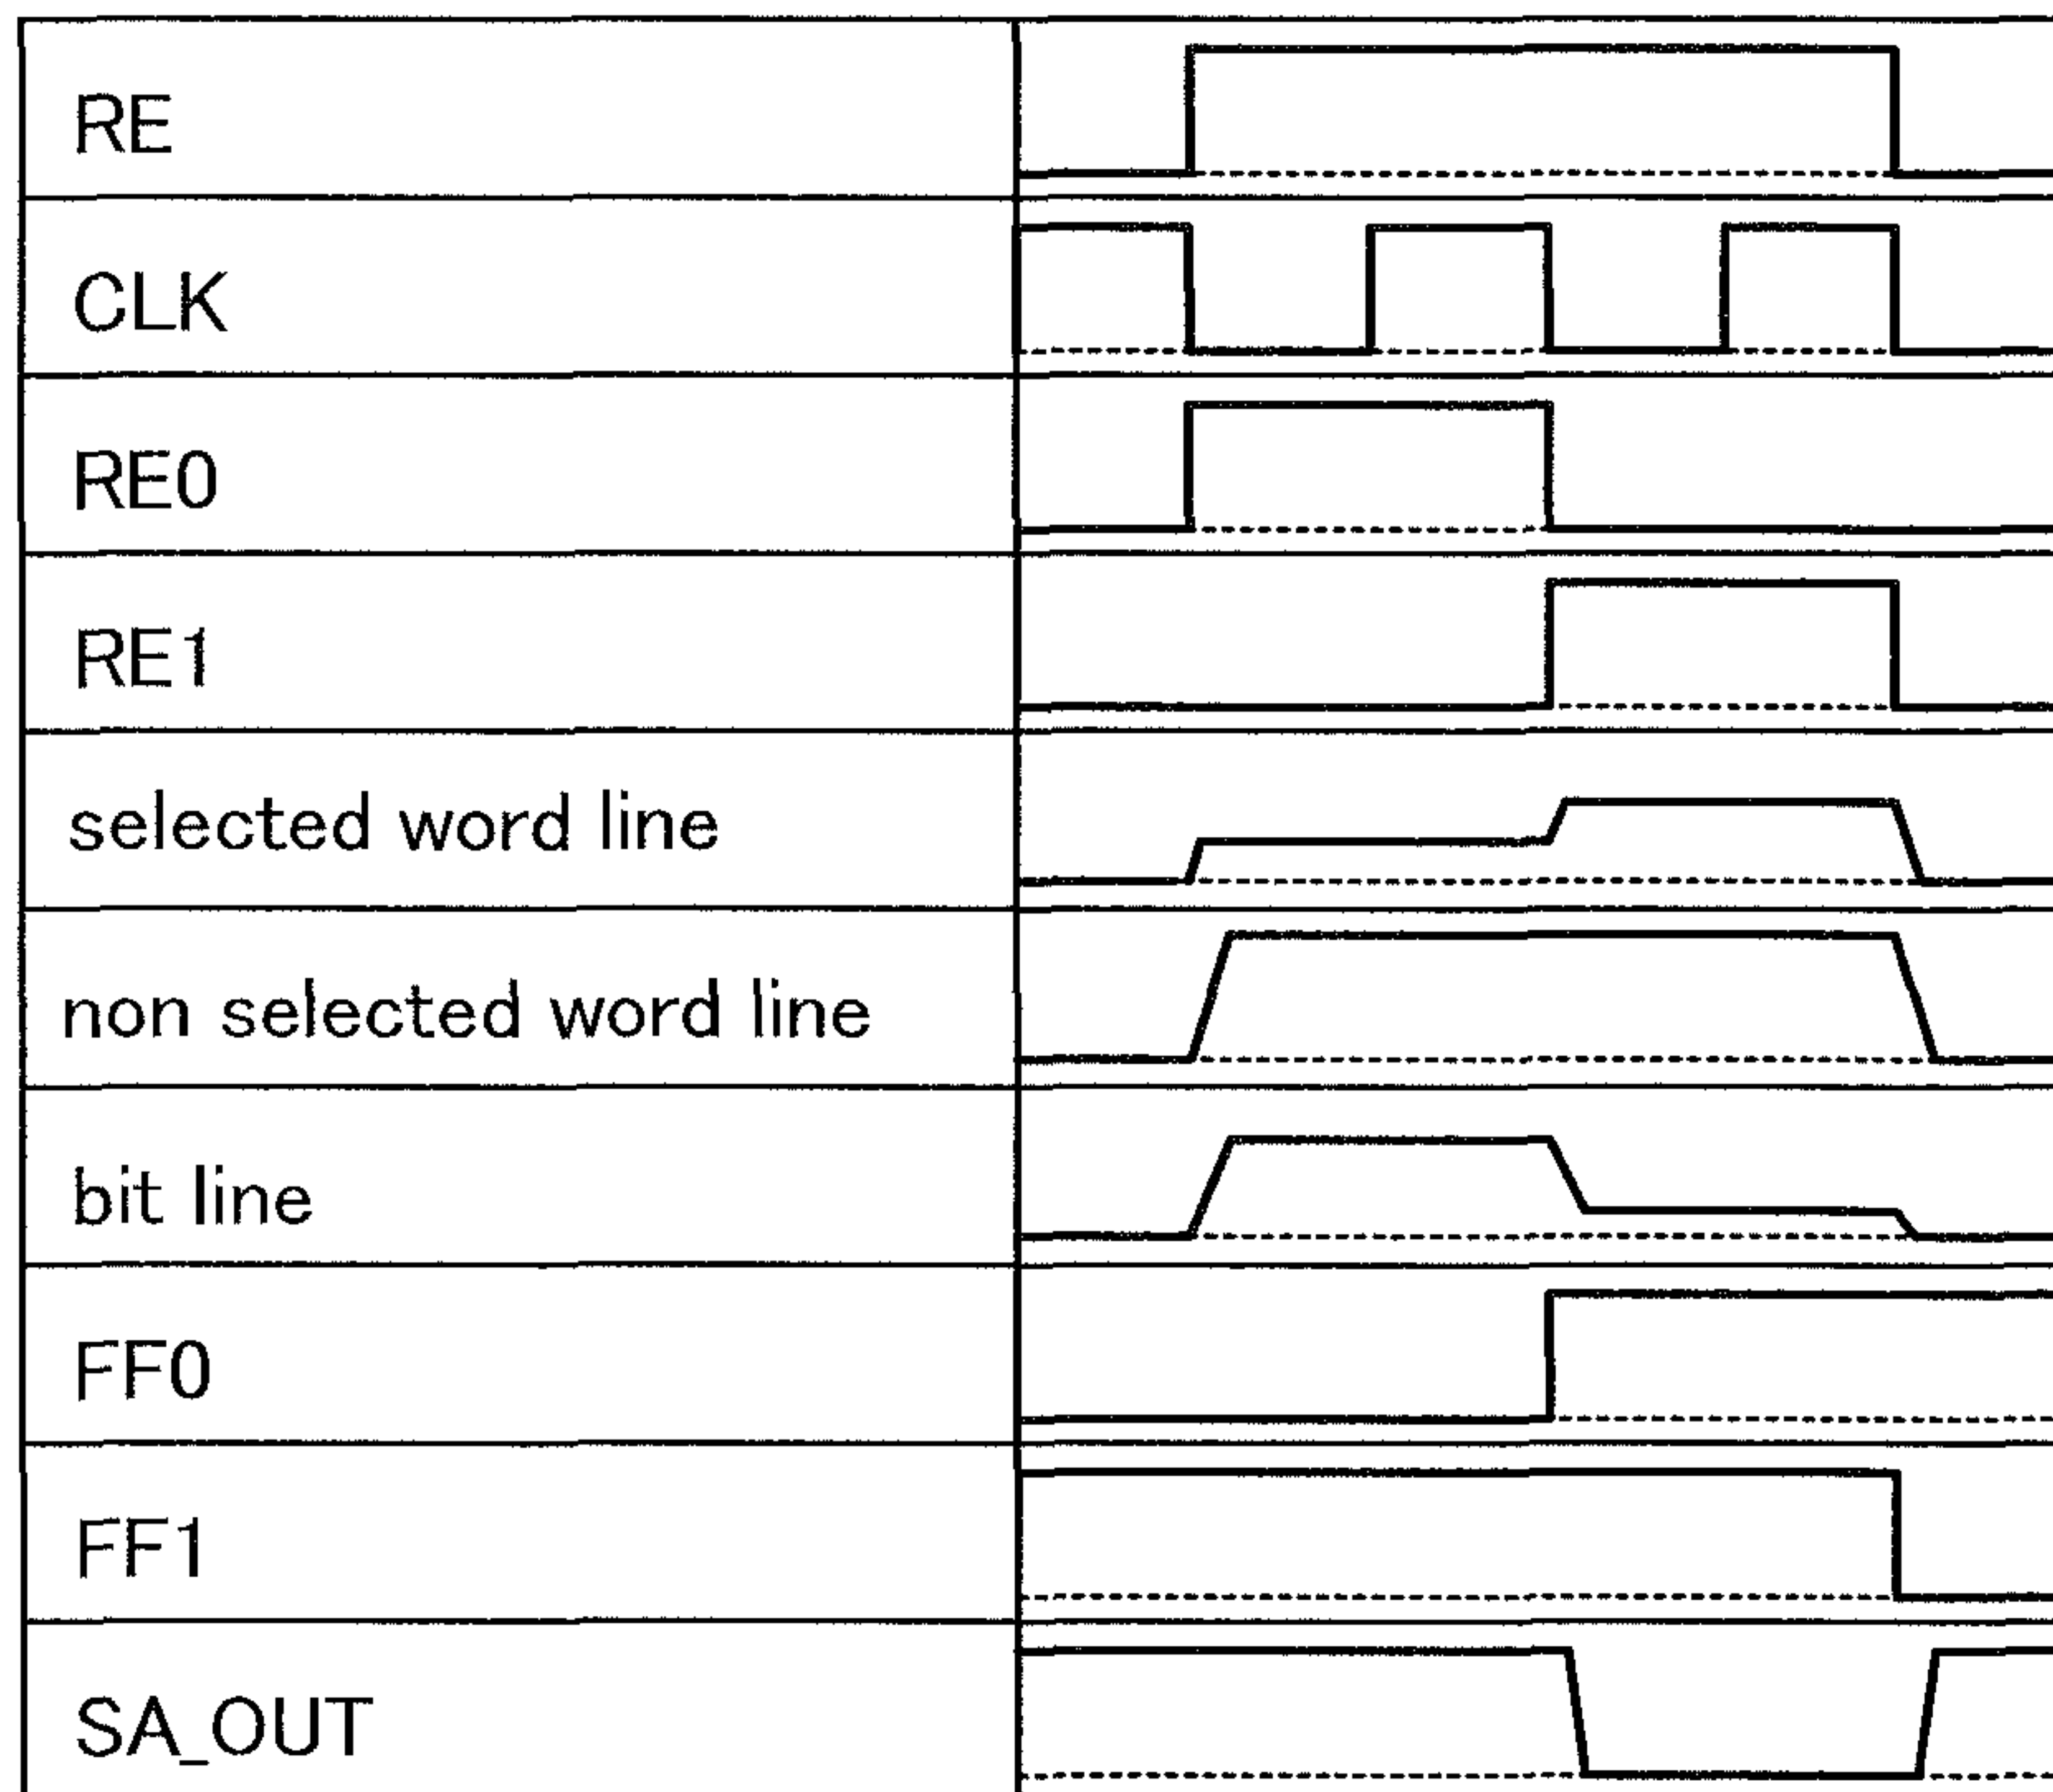 RE
CLK
RE0
RE1
selected word line
non selected word line
bit line
FF0
FF1
SA_OUT